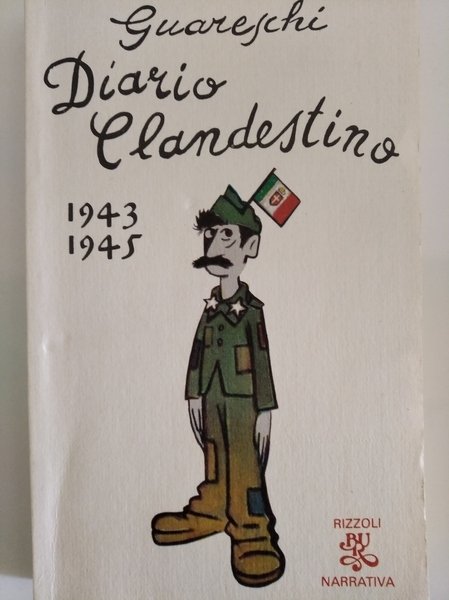 Guareschi
Diario
Clandestino
1943
1945
RIZZOLI
BUR
NARRATIVA